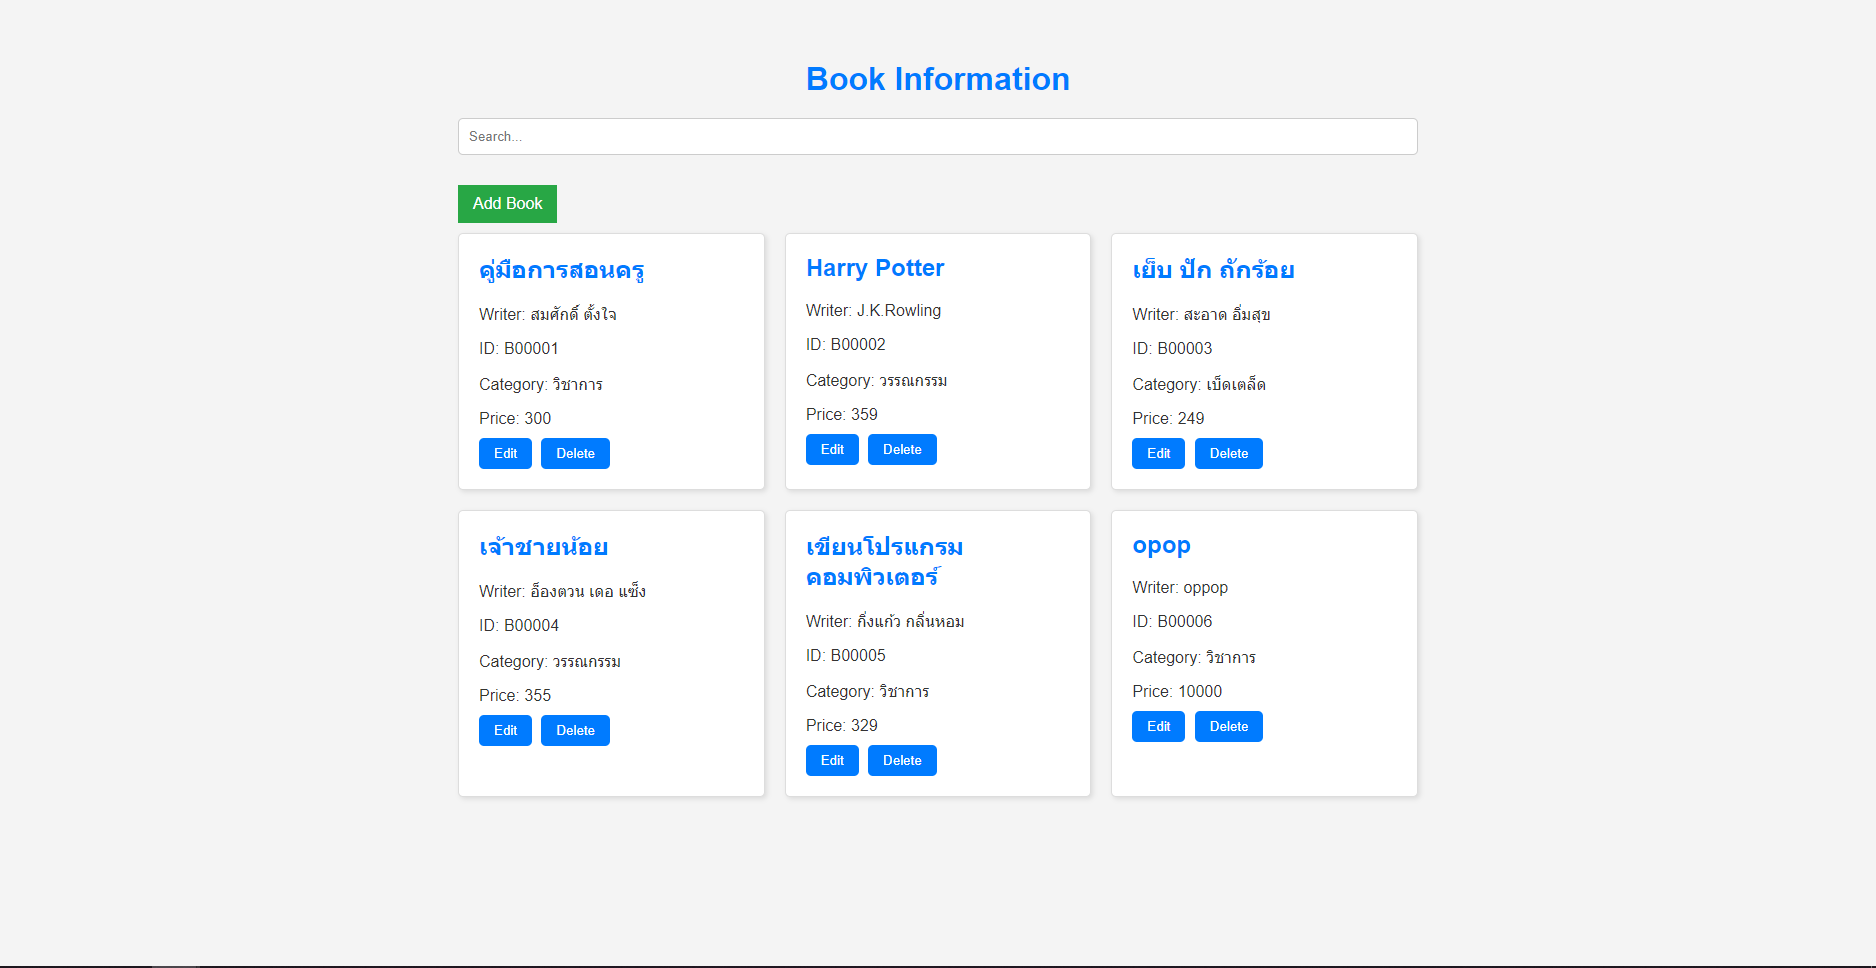 Book Information
Search...
Add Book
คู่มือการสอนครู
Writer: สมศักดิ์ ตั้งใจ
ID: B00001
Category: วิชาการ
Price: 300
Edit Delete
Harry Potter
Writer: J.K.Rowling
ID: B00002
Category: วรรณกรรม
Price: 359
Edit Delete
เย็บ ปัก ถักร้อย
Writer: สะอาด อิ่มสุข
ID: B00003
Category: เบ็ดเตล็ด
Price: 249
Edit Delete
เจ้าชายน้อย
Writer: อ็องตวน เดอ แซ็ง
ID: B00004
Category: วรรณกรรม
Price: 355
Edit Delete
เขียนโปรแกรม
คอมพิวเตอร์
Writer: กิ่งแก้ว กลิ่นหอม
ID: B00005
Category: วิชาการ
Price: 329
Edit Delete
opop
Writer: oppop
ID: B00006
Category: วิชาการ
Price: 10000
Edit Delete